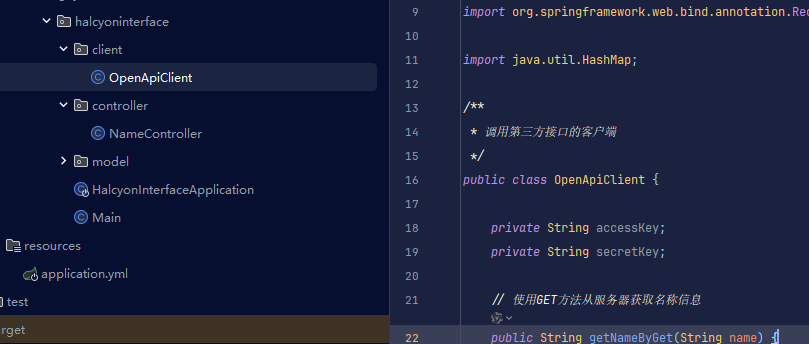 halcyoninterface
client
OpenApiClient
controller
NameController
model
HalcyonInterfaceApplication
Main
resources
application.yml
test
rget
9 import org.springframework.web.bind.annotation.Rec
10
11 import java.util.HashMap;
12
13 /**
14 * 调用第三方接口的客户端
15 */
16 public class OpenApiClient {
17
18 private String accessKey;
19 private String secretKey;
20
21 // 使用GET方法从服务器获取名称信息
22 public String getNameByGet(String name) {